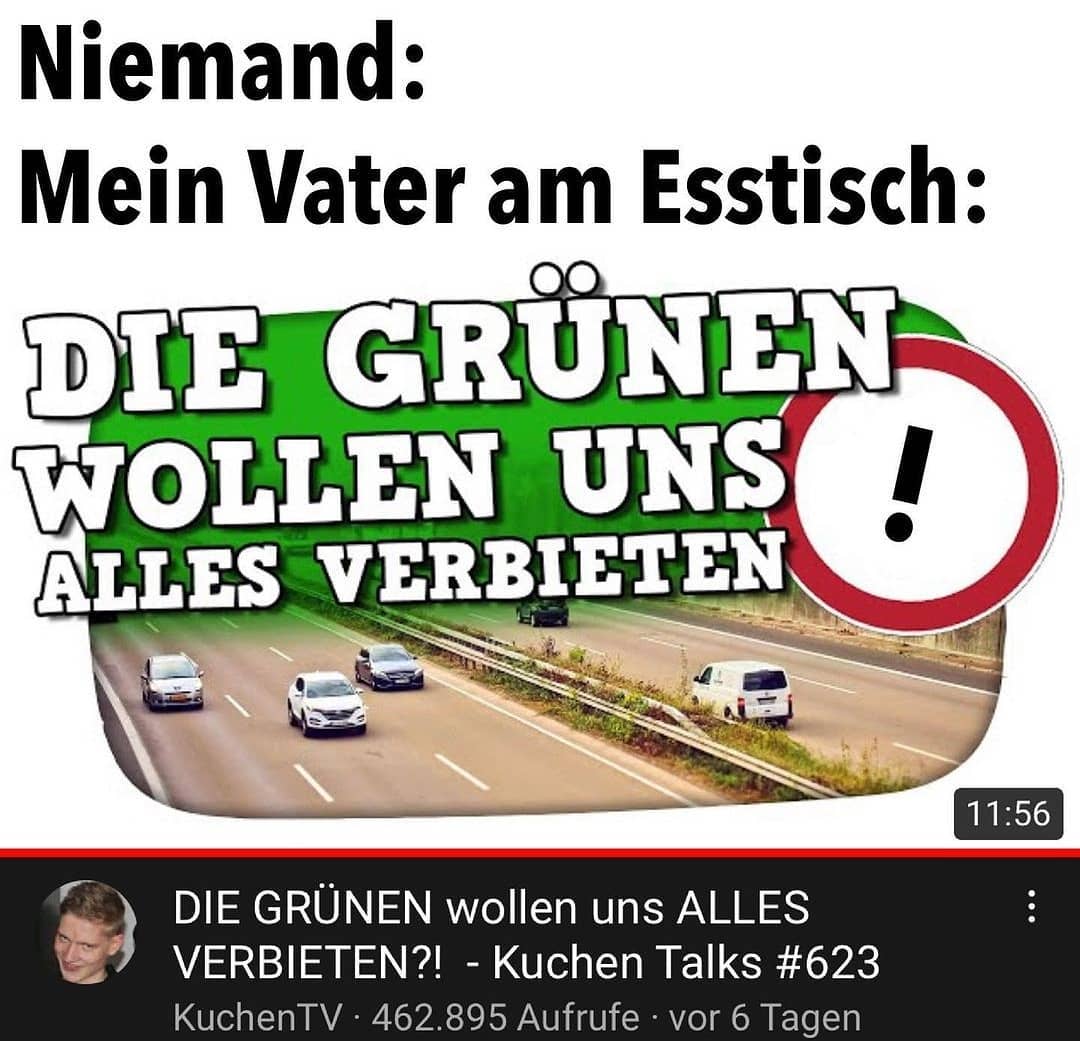 Niemand:
Mein Vater am Esstisch:
DIE GRÜNEN
WOLLEN UNS
ALLES VERBIETEN
!
11:56
DIE GRÜNEN wollen uns ALLES
VERBIETEN?! - Kuchen Talks #623
KuchenTV · 462.895 Aufrufe · vor 6 Tagen